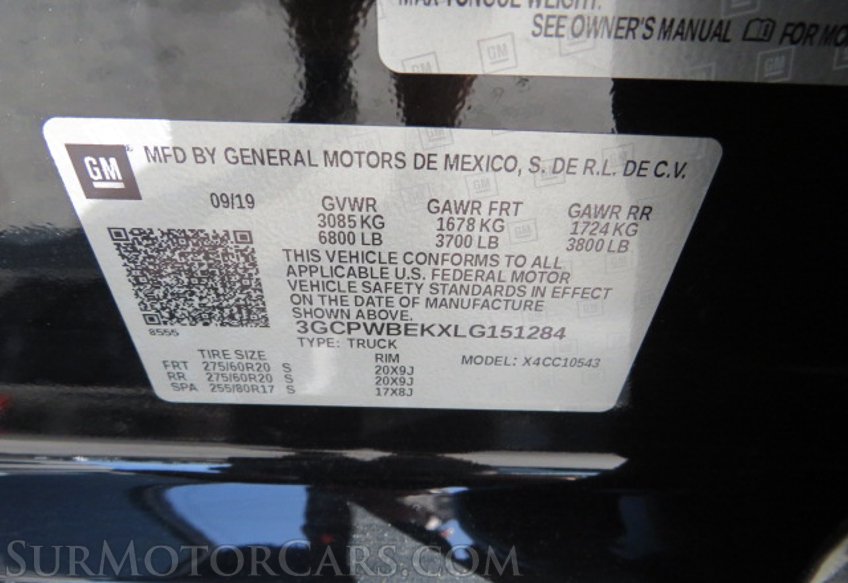 MAX TONGUE WEIGHT:
SEE OWNER'S MANUAL FOR MO
GM
GM
GM
MFD BY GENERAL MOTORS DE MEXICO, S. DE R.L. DE C.V.
09/19 GVWR GAWR FRT GAWR RR
3085 KG 1678 KG 1724 KG
6800 LB 3700 LB 3800 LB
THIS VEHICLE CONFORMS TO ALL
APPLICABLE U.S. FEDERAL MOTOR
VEHICLE SAFETY STANDARDS IN EFFECT
ON THE DATE OF MANUFACTURE
SHOWN ABOVE.
8555 3GCPWBEKXLG151284
TYPE: TRUCK
TIRE SIZE RIM MODEL: X4CC10543
FRT 275/60R20 S 20X9J
RR 275/60R20 S 20X9J
SPA 255/80R17 S 17X8J
SURMOTORCARS.COM